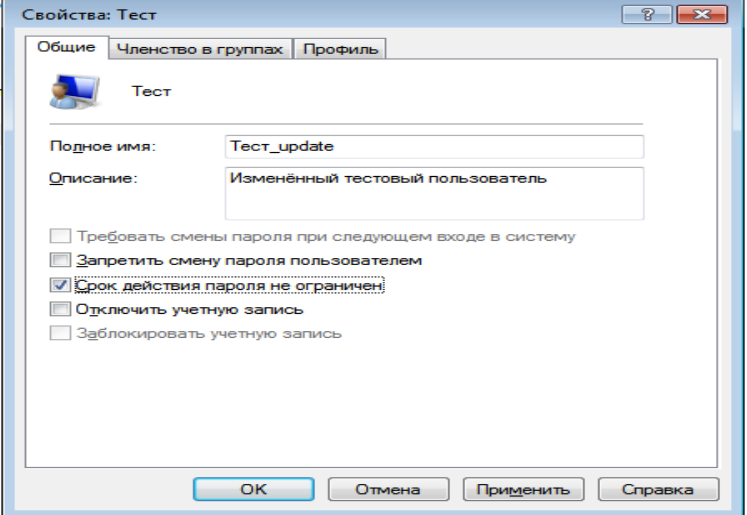 Свойства: Тест
Общие Членство в группах Профиль
Тест
Полное имя: Тест_update
Описание: Изменённый тестовый пользователь
Требовать смены пароля при следующем входе в систему
Запретить смену пароля пользователем
Срок действия пароля не ограничен
Отключить учетную запись
Заблокировать учетную запись
ОК Отмена Применить Справка